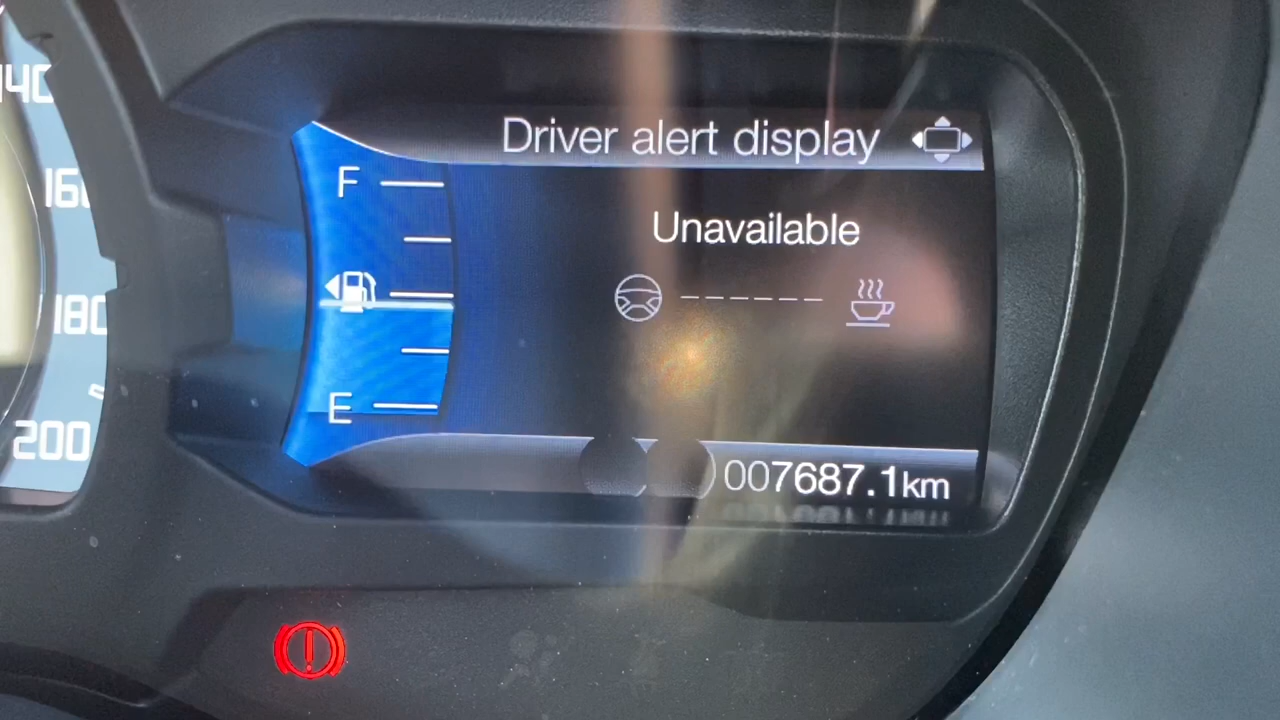 140
160
180
200
Driver alert display
F
Unavailable
E
007687.1km